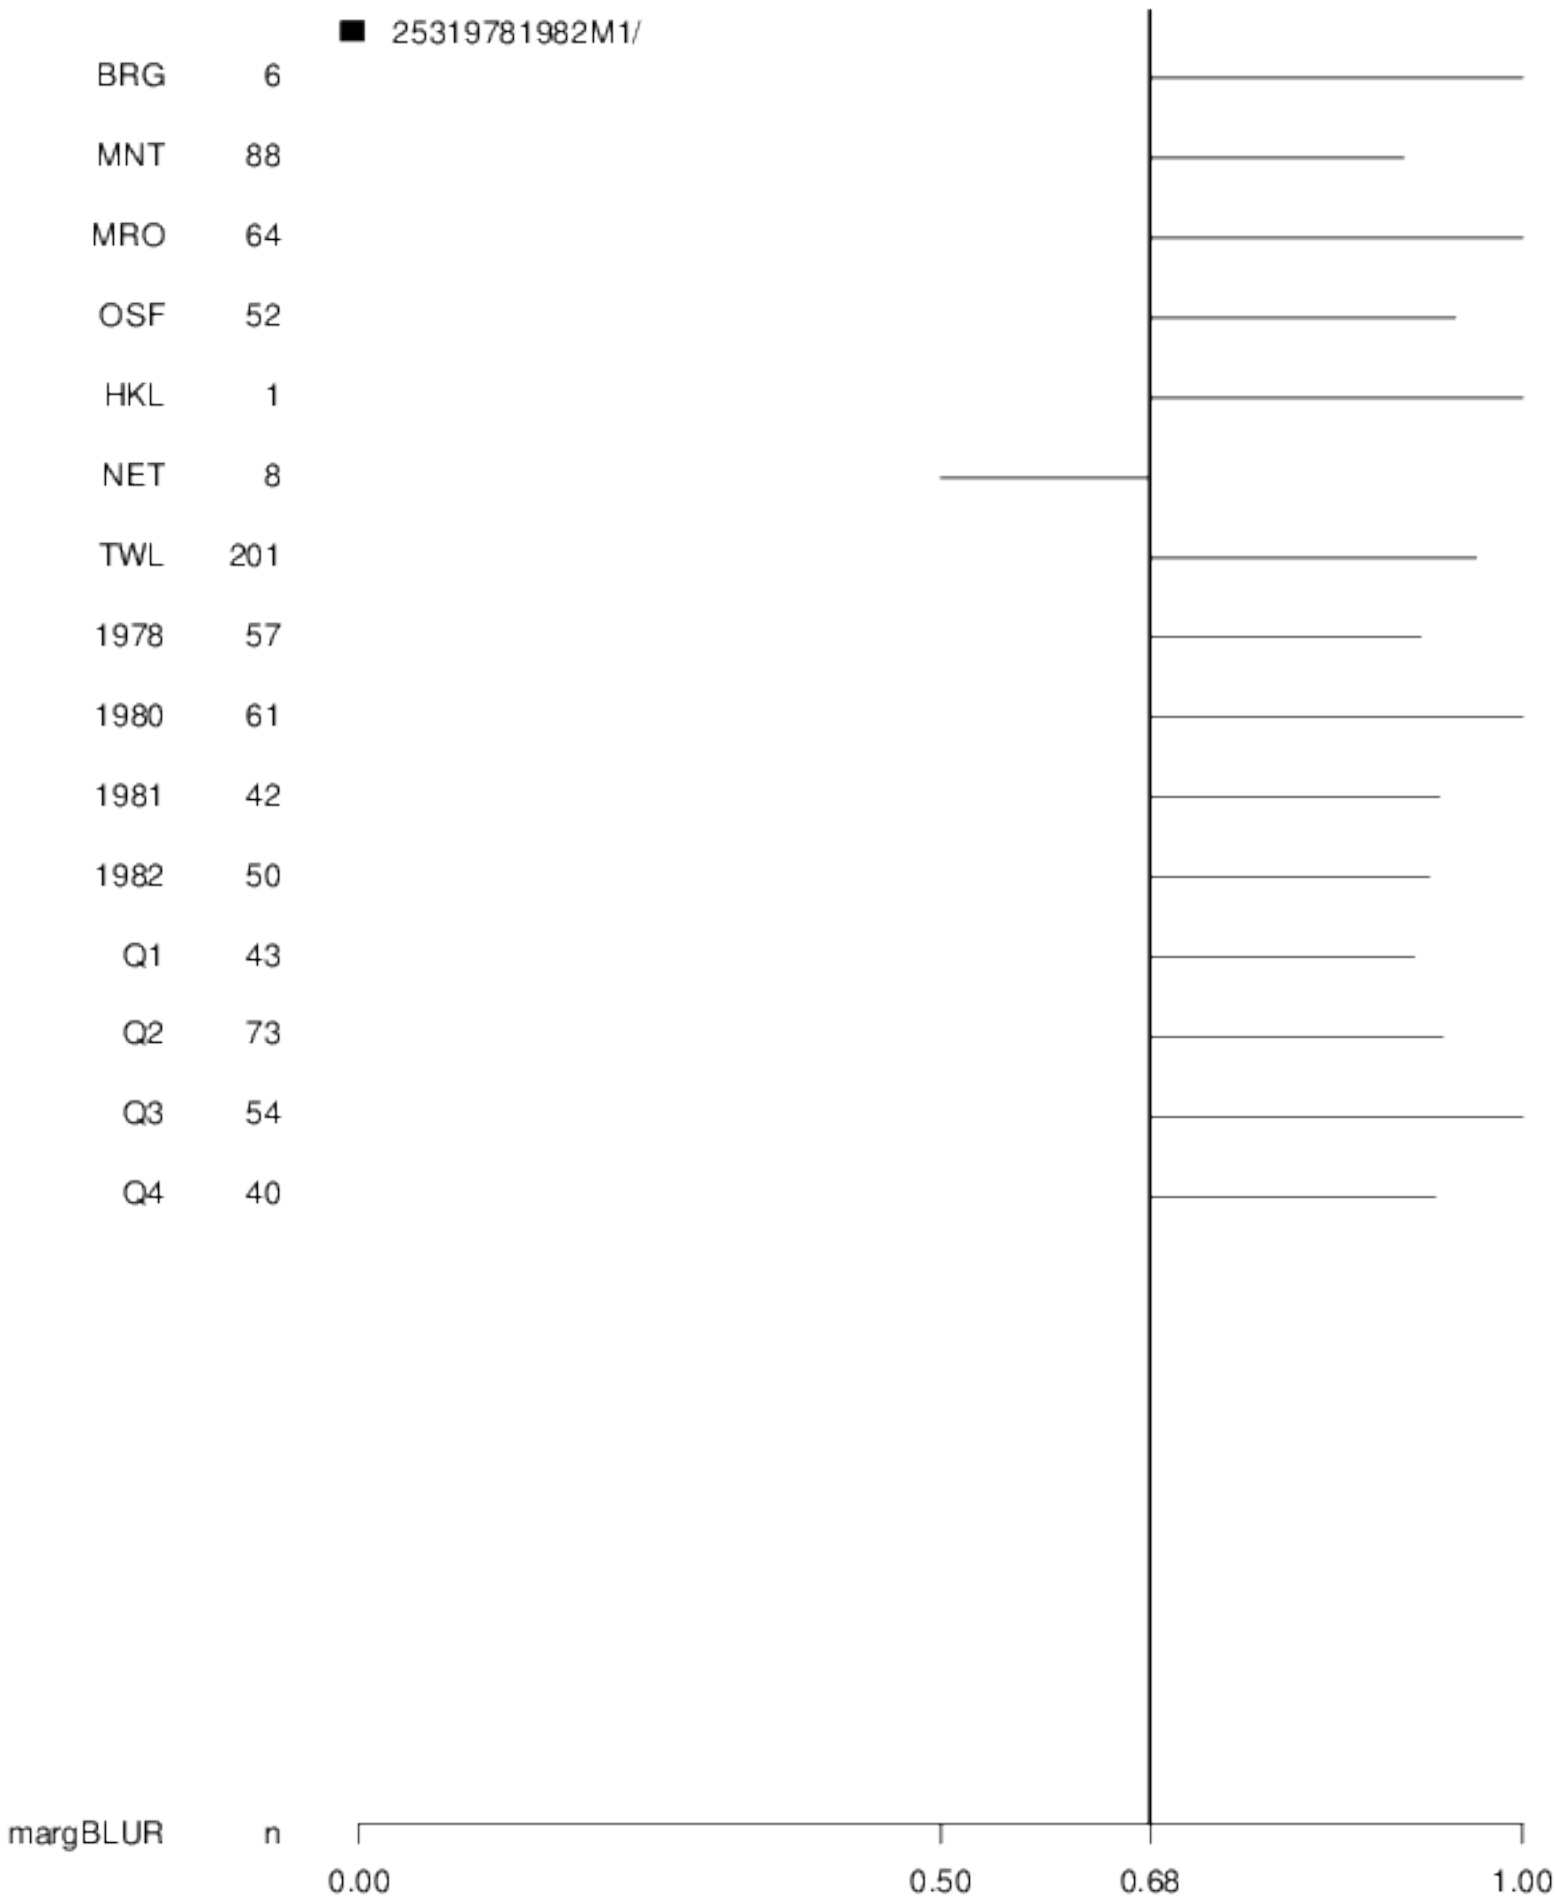 25319781982M1/
BRG 6
MNT 88
MRO 64
OSF 52
HKL 1
NET 8
TWL 201
1978 57
1980 61
1981 42
1982 50
Q1 43
Q2 73
Q3 54
Q4 40
margBLUR n
0.00 0.50 0.68 1.00